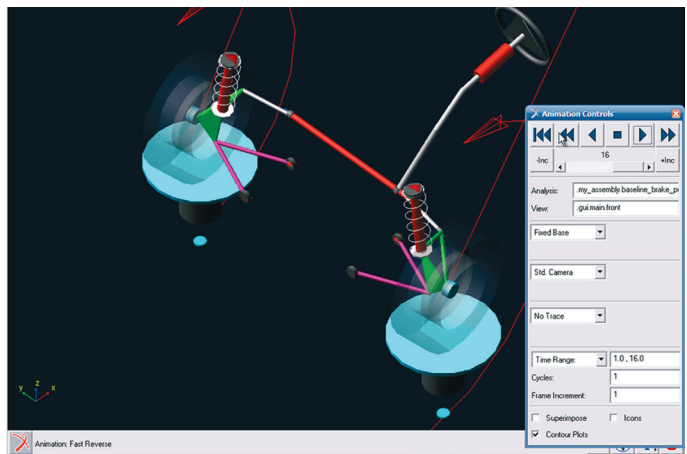 Animation Controls
-Inc
16
+Inc
Analysis:
.my_assembly.baseline_brake_p
View:
.gui.main.front
Fixed Base
Std. Camera
No Trace
Time Range:
1.0 , 16.0
Cycles:
1
Frame Increment:
1
Superimpose
Icons
Contour Plots
y z x
Animation: Fast Reverse